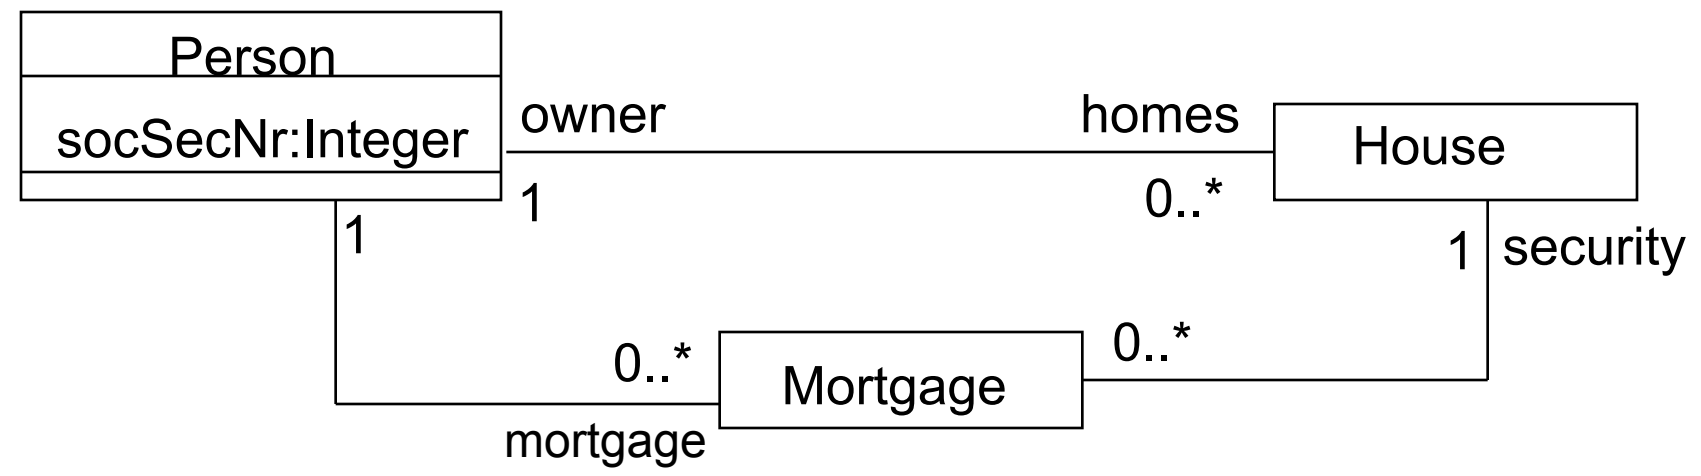 Person
socSecNr:Integer
owner
homes
House
1
0..*
1
1
security
0..*
0..*
Mortgage
mortgage